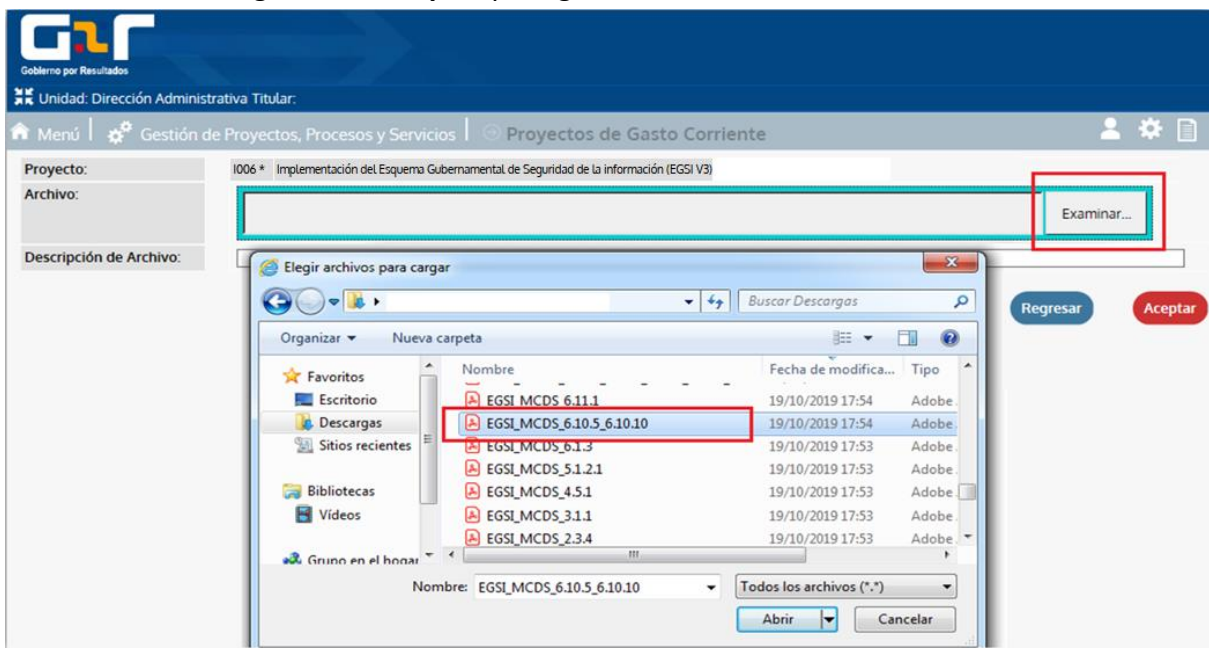 G2r
Gobierno por Resultados
Unidad: Dirección Administrativa Titular:
Menú | Gestión de Proyectos, Procesos y Servicios | Proyectos de Gasto Corriente
Proyecto: I006 * Implementación del Esquema Gubernamental de Seguridad de la información (EGSI V3)
Archivo:
Examinar...
Descripción de Archivo:
Elegir archivos para cargar
Buscar Descargas
Regresar Aceptar
Organizar Nueva carpeta
Favoritos
Escritorio
Descargas
Sitios recientes
Bibliotecas
Vídeos
Grupo en el hogar
Nombre Fecha de modifica... Tipo
EGSI_MCDS_6.11.1 19/10/2019 17:54 Adobe
EGSI_MCDS_6.10.5_6.10.10 19/10/2019 17:54 Adobe
EGSI_MCDS_6.1.3 19/10/2019 17:53 Adobe
EGSI_MCDS_5.1.2.1 19/10/2019 17:53 Adobe
EGSI_MCDS_4.5.1 19/10/2019 17:53 Adobe
EGSI_MCDS_3.1.1 19/10/2019 17:53 Adobe
EGSI_MCDS_2.3.4 19/10/2019 17:53 Adobe
Nombre: EGSI_MCDS_6.10.5_6.10.10 Todos los archivos (*.*)
Abrir Cancelar